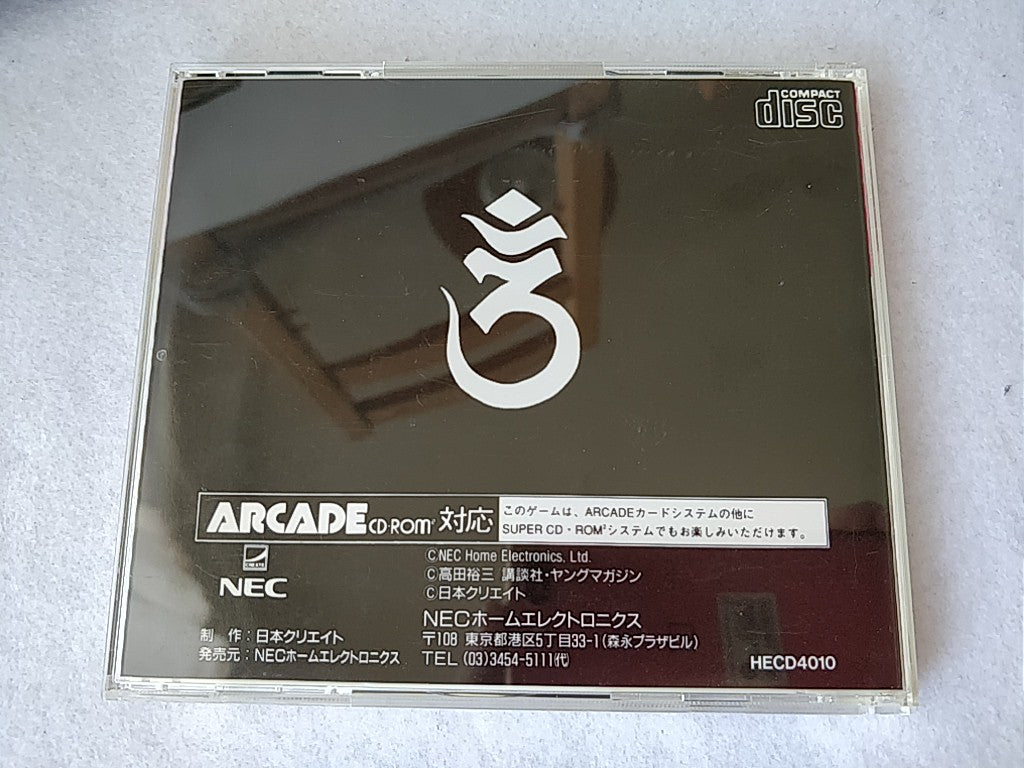 COMPACT
disc
ARCADE CD-ROM² 対応
このゲームは、ARCADEカードシステムの他に
SUPER CD・ROM²システムでもお楽しみいただけます。
CREATE
NEC
©NEC Home Electronics, Ltd.
©高田裕三 講談社・ヤングマガジン
©日本クリエイト
制　作：日本クリエイト
発売元：NECホームエレクトロニクス
NECホームエレクトロニクス
〒108 東京都港区5丁目33-1(森永プラザビル)
TEL (03)3454-5111(代)
HECD4010